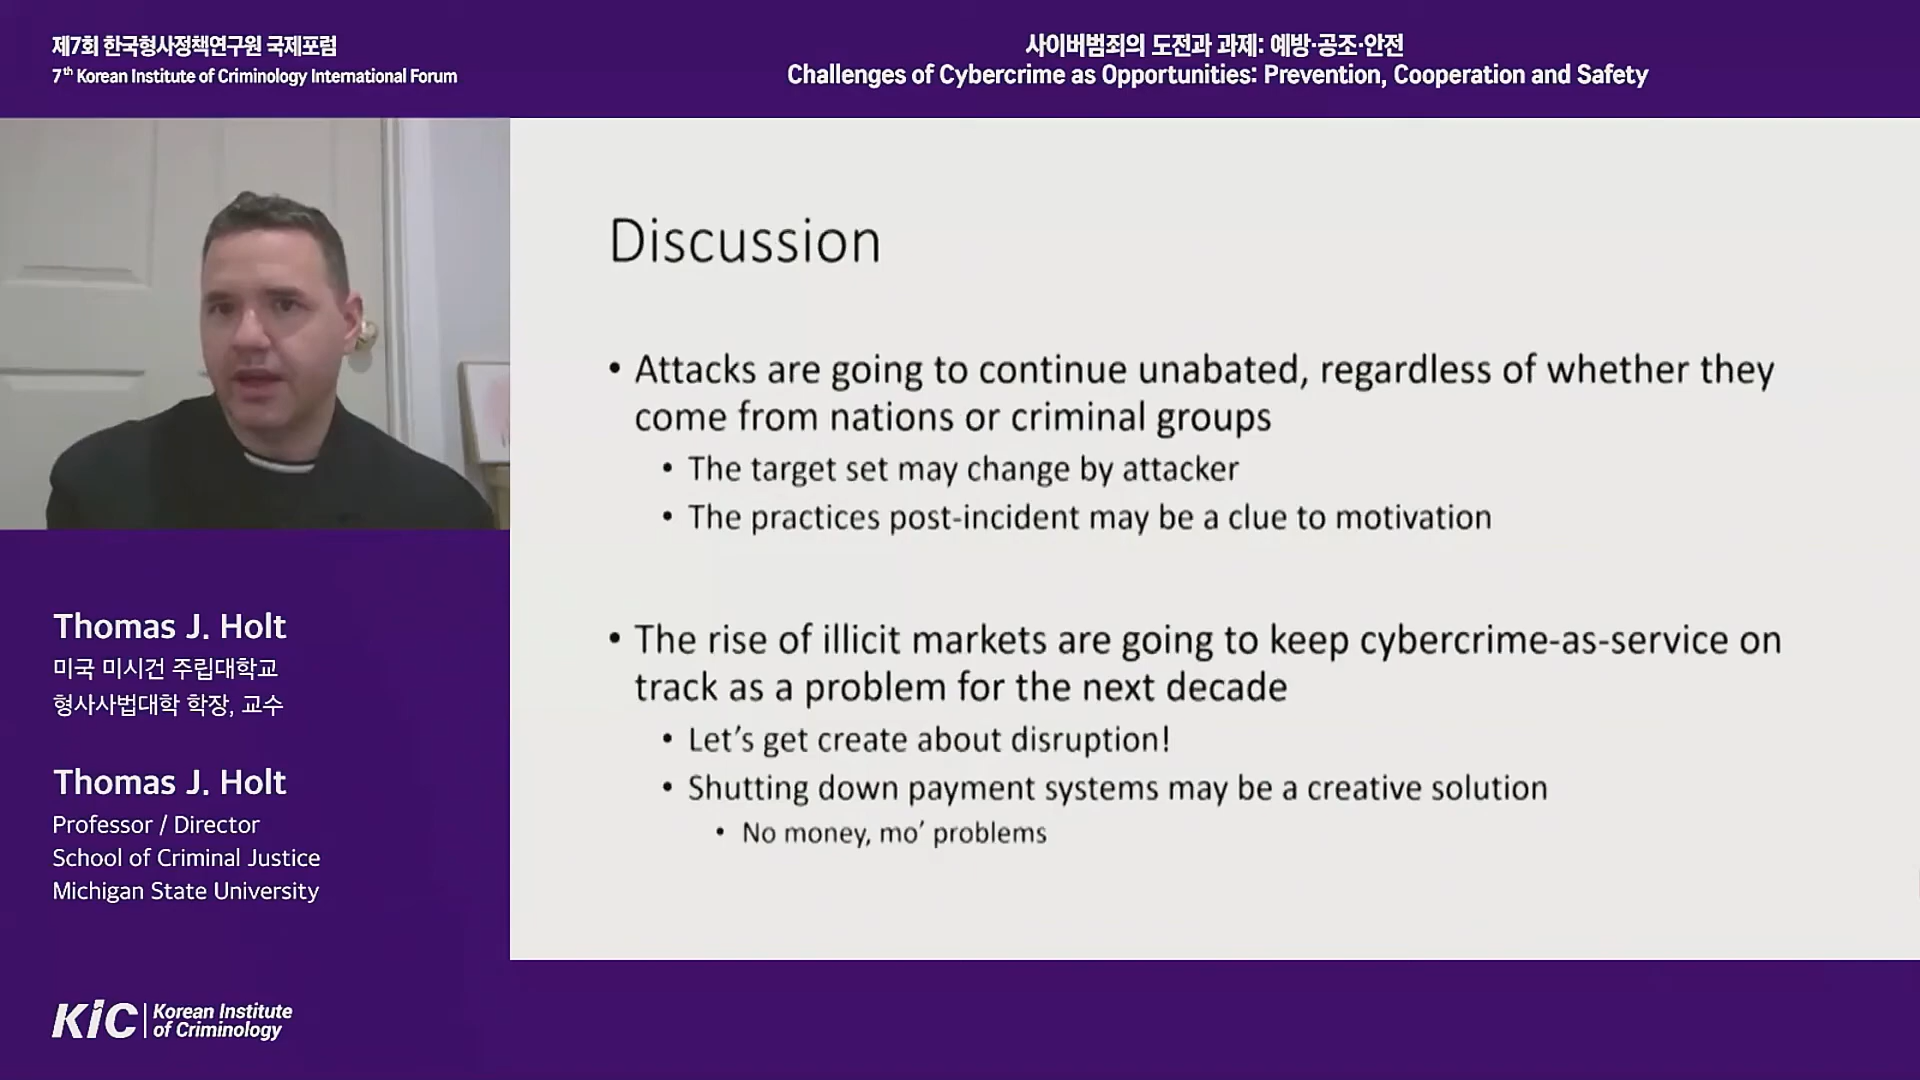 제7회 한국형사정책연구원 국제포럼
7th Korean Institute of Criminology International Forum
사이버범죄의 도전과 과제: 예방·공조·안전
Challenges of Cybercrime as Opportunities: Prevention, Cooperation and Safety
Thomas J. Holt
미국 미시건 주립대학교
형사사법대학 학장, 교수
Thomas J. Holt
Professor / Director
School of Criminal Justice
Michigan State University
KiC Korean Institute
of Criminology
Discussion
• Attacks are going to continue unabated, regardless of whether they
come from nations or criminal groups
• The target set may change by attacker
• The practices post-incident may be a clue to motivation
• The rise of illicit markets are going to keep cybercrime-as-service on
track as a problem for the next decade
• Let's get create about disruption!
• Shutting down payment systems may be a creative solution
• No money, mo' problems